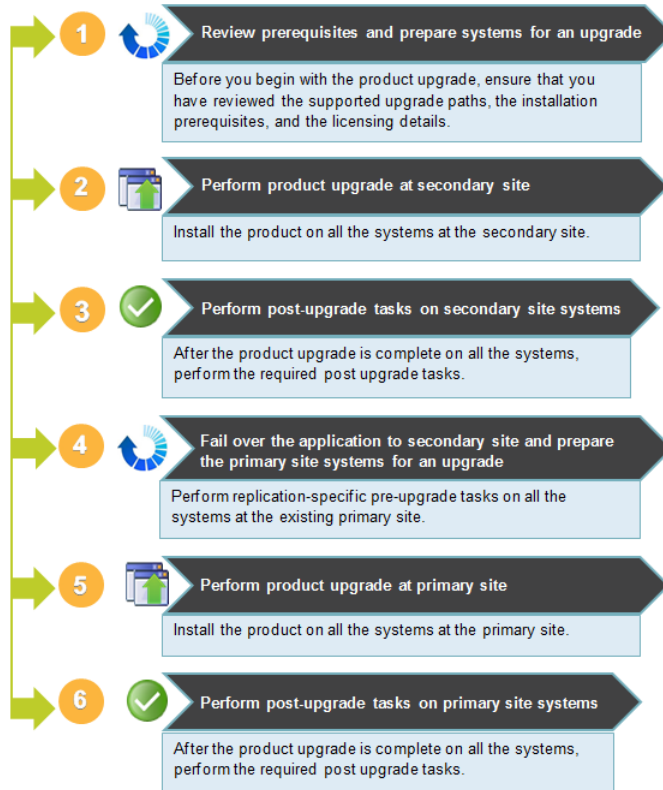 1
Review prerequisites and prepare systems for an upgrade
Before you begin with the product upgrade, ensure that you
have reviewed the supported upgrade paths, the installation
prerequisites, and the licensing details.
2
Perform product upgrade at secondary site
Install the product on all the systems at the secondary site.
3
Perform post-upgrade tasks on secondary site systems
After the product upgrade is complete on all the systems,
perform the required post upgrade tasks.
4
Fail over the application to secondary site and prepare
the primary site systems for an upgrade
Perform replication-specific pre-upgrade tasks on all the
systems at the existing primary site.
5
Perform product upgrade at primary site
Install the product on all the systems at the primary site.
6
Perform post-upgrade tasks on primary site systems
After the product upgrade is complete on all the systems,
perform the required post upgrade tasks.